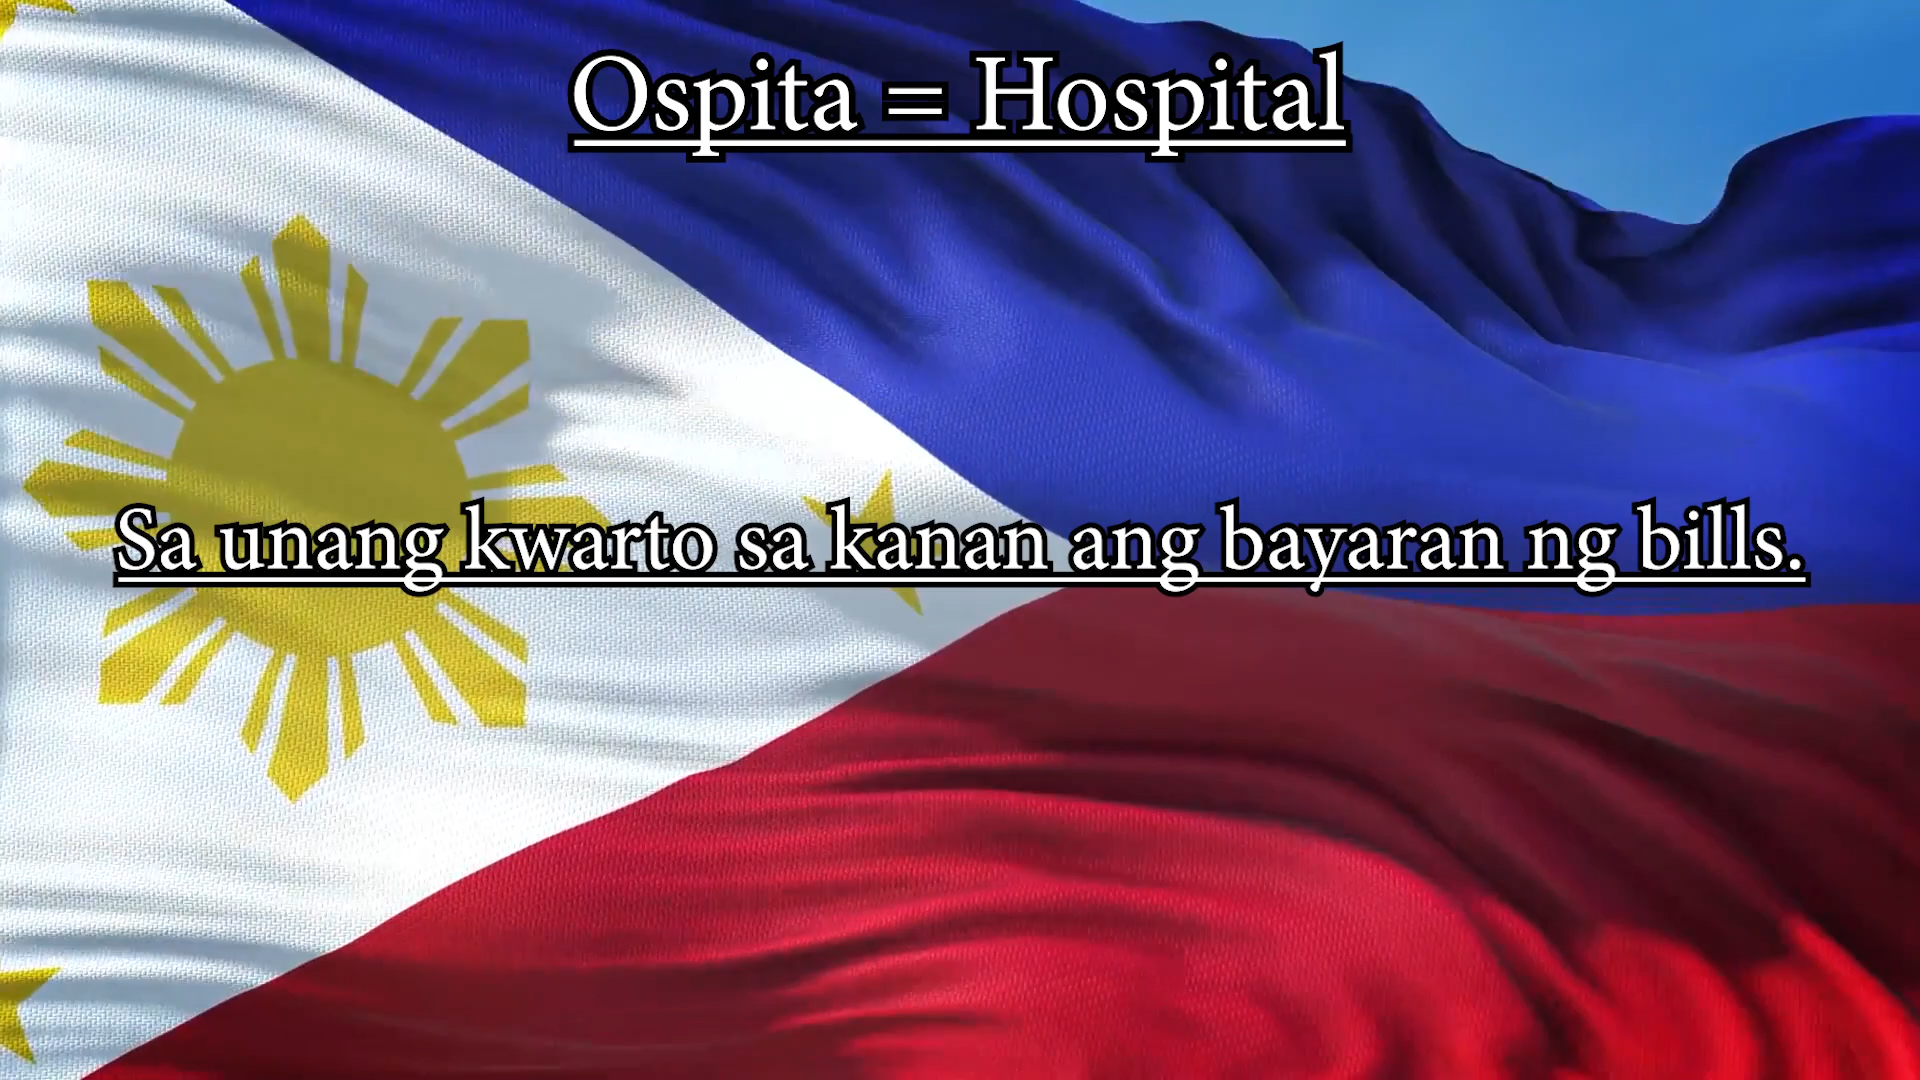 Ospita = Hospital
Sa unang kwarto sa kanan ang bayaran ng bills.